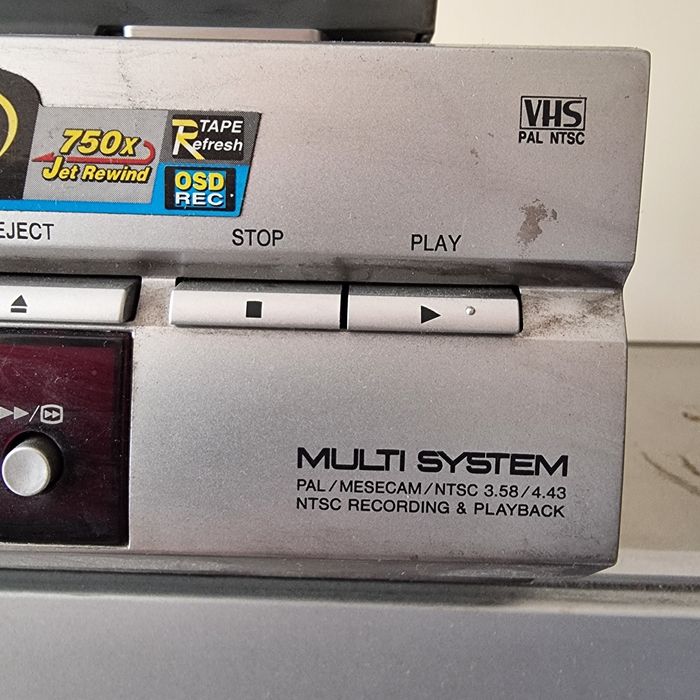 VHS
PAL NTSC
750x
Jet Rewind
TAPE
Refresh
OSD
REC
EJECT
STOP
PLAY
MULTI SYSTEM
PAL/MESECAM/NTSC 3.58/4.43
NTSC RECORDING & PLAYBACK